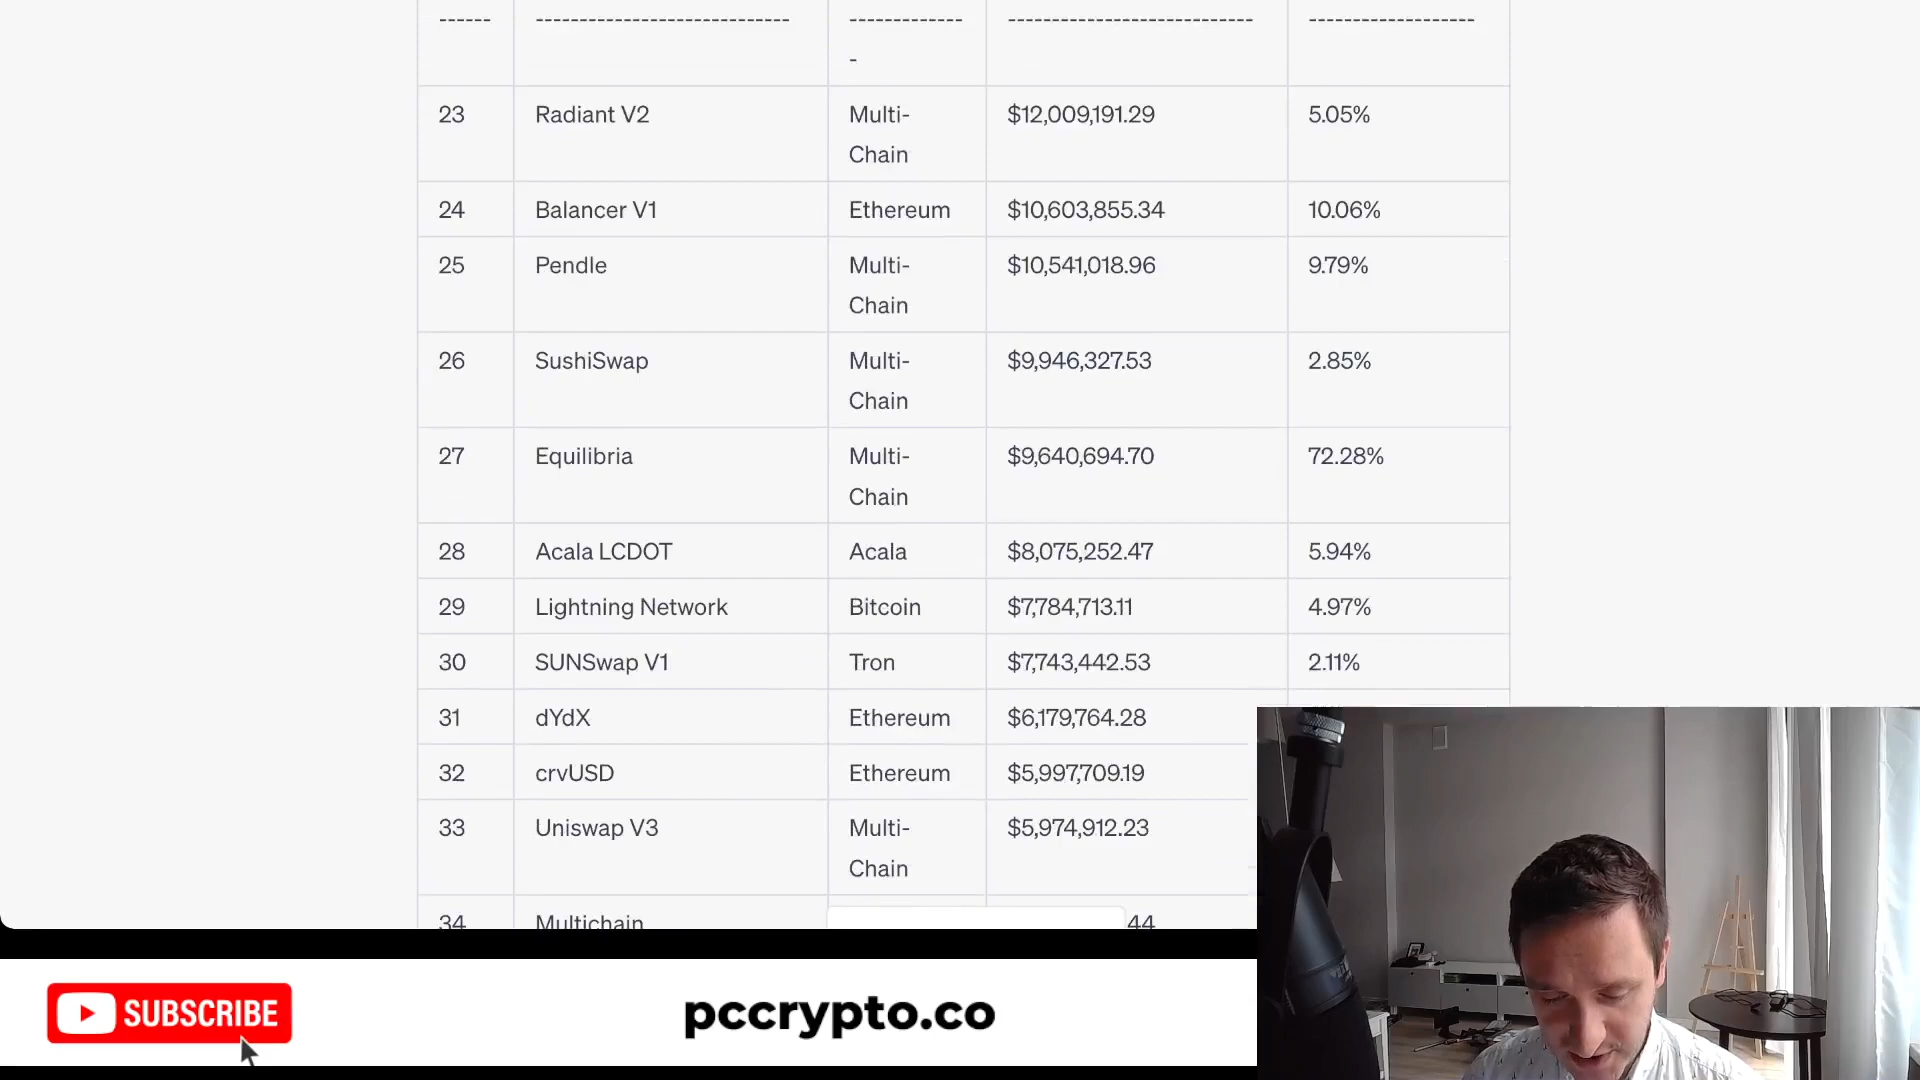 ------ ----------------------------- ------------- ---------------------------- -------------------
-
23 Radiant V2 Multi- $12,009,191.29 5.05%
Chain
24 Balancer V1 Ethereum $10,603,855.34 10.06%
25 Pendle Multi- $10,541,018.96 9.79%
Chain
26 SushiSwap Multi- $9,946,327.53 2.85%
Chain
27 Equilibria Multi- $9,640,694.70 72.28%
Chain
28 Acala LCDOT Acala $8,075,252.47 5.94%
29 Lightning Network Bitcoin $7,784,713.11 4.97%
30 SUNSwap V1 Tron $7,743,442.53 2.11%
31 dYdX Ethereum $6,179,764.28
32 crvUSD Ethereum $5,997,709.19
33 Uniswap V3 Multi- $5,974,912.23
Chain
34 Multichain 44
SUBSCRIBE pccrypto.co